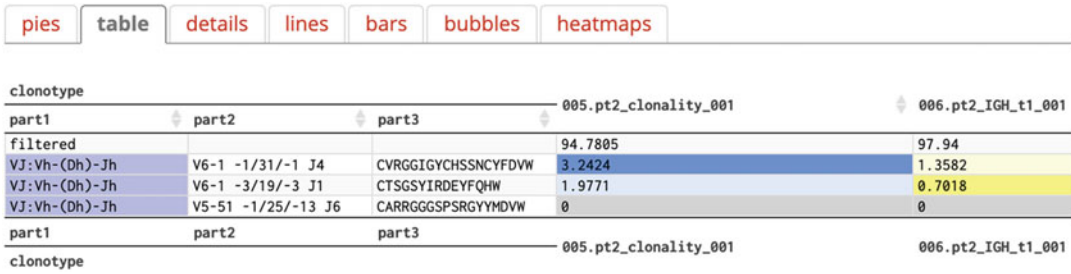 pies table details lines bars bubbles heatmaps
clonotype
005.pt2_clonality_001 006.pt2_IGH_t1_001
part1 part2 part3
filtered 94.7805 97.94
VJ:Vh-(Dh)-Jh V6-1 -1/31/-1 J4 CVRGGIGYCHSSNCYFDVW 3.2424 1.3582
VJ:Vh-(Dh)-Jh V6-1 -3/19/-3 J1 CTSGSYIRDEYFQHW 1.9771 0.7018
VJ:Vh-(Dh)-Jh V5-51 -1/25/-13 J6 CARRGGGSPSRGYYMDVW 0 0
part1 part2 part3
005.pt2_clonality_001 006.pt2_IGH_t1_001
clonotype